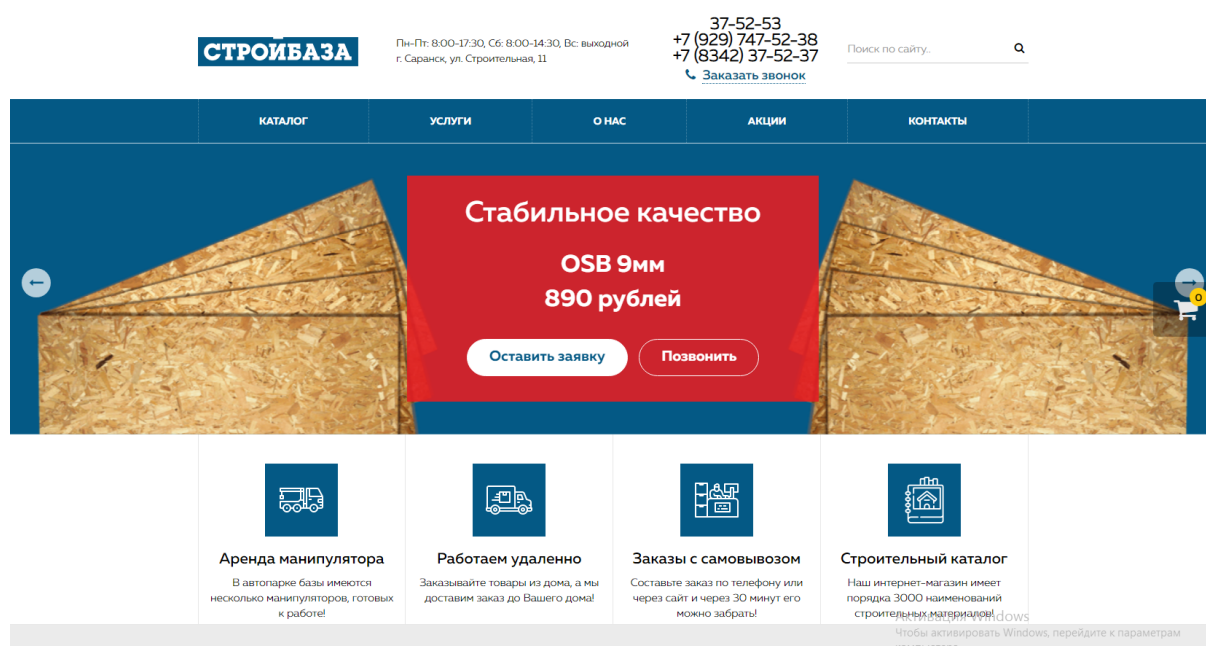 СТРОЙБАЗА
Пн-Пт: 8:00-17:30, Сб: 8:00-14:30, Вс: выходной
г. Саранск, ул. Строительная, 11
37-52-53
+7 (929) 747-52-38
+7 (8342) 37-52-37
Заказать звонок
Поиск по сайту..
КАТАЛОГ
УСЛУГИ
О НАС
АКЦИИ
КОНТАКТЫ
Стабильное качество
OSB 9мм
890 рублей
Оставить заявку
Позвонить
0
Аренда манипулятора
В автопарке базы имеются
несколько манипуляторов, готовых
к работе!
Работаем удаленно
Заказывайте товары из дома, а мы
доставим заказ до Вашего дома!
Заказы с самовывозом
Составьте заказ по телефону или
через сайт и через 30 минут его
можно забрать!
Строительный каталог
Наш интернет-магазин имеет
порядка 3000 наименований
строительных материалов!
Активация Windows
Чтобы активировать Windows, перейдите к параметрам